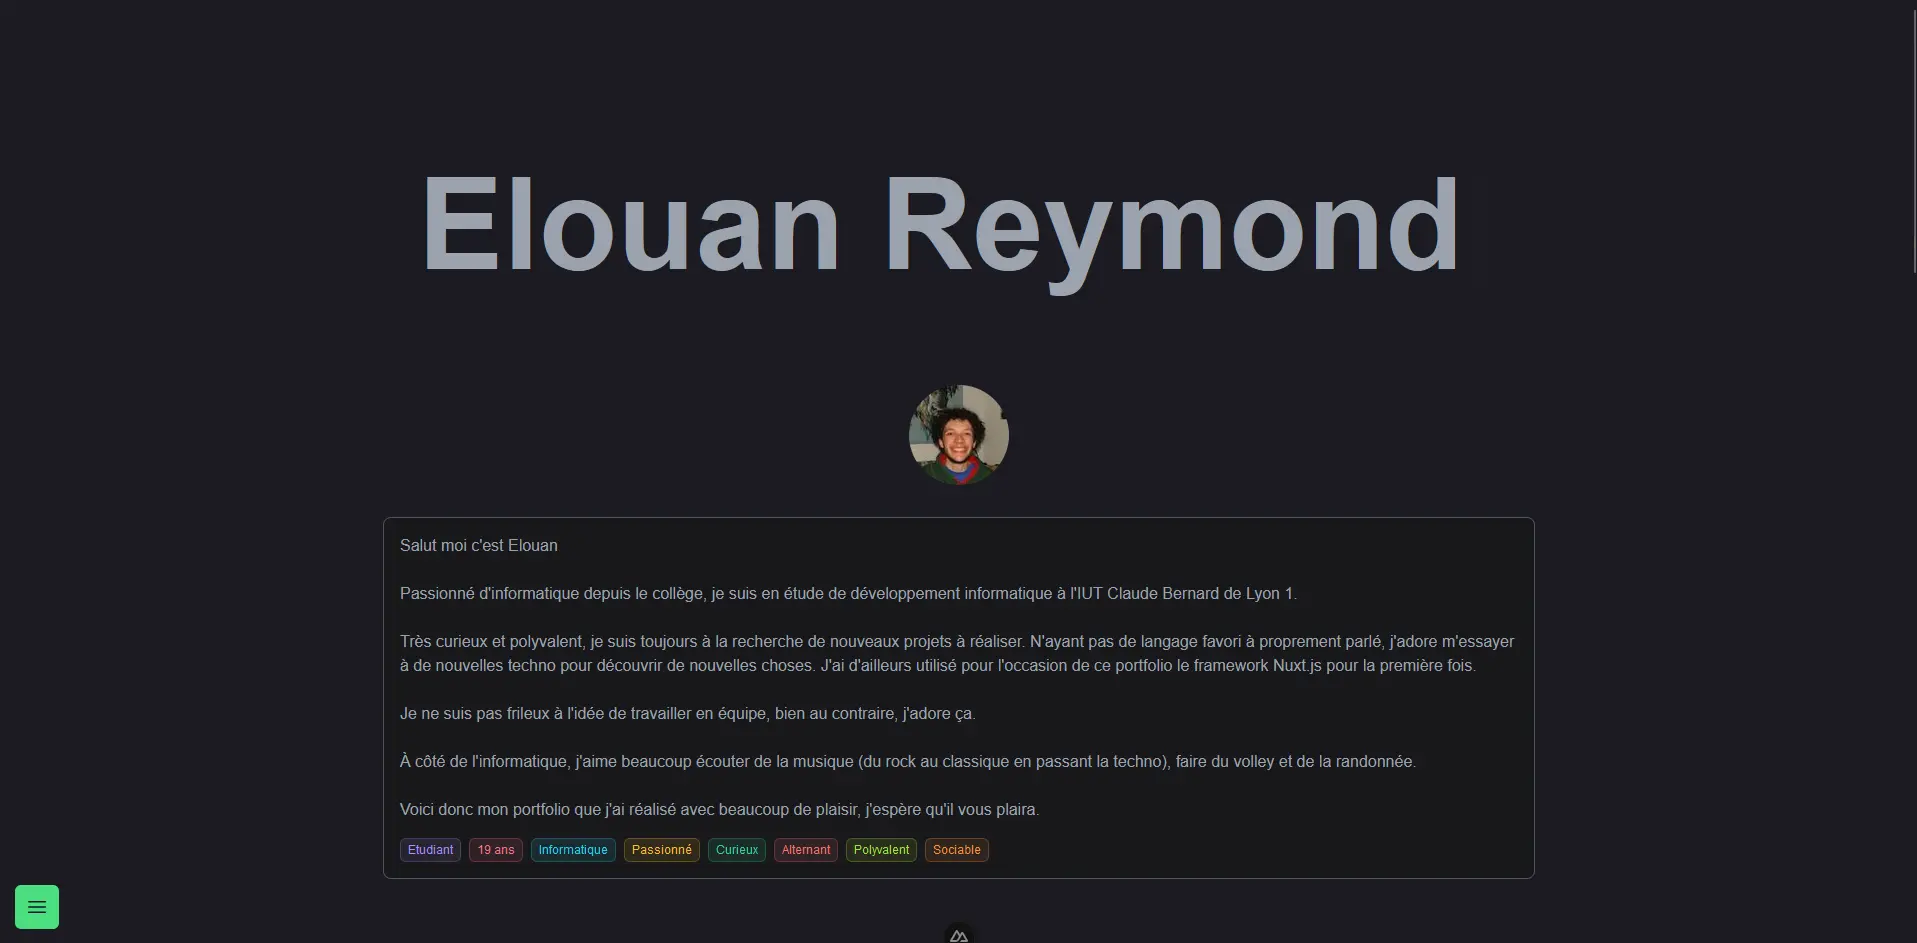 Elouan Reymond
Salut moi c'est Elouan
Passionné d'informatique depuis le collège, je suis en étude de développement informatique à l'IUT Claude Bernard de Lyon 1.
Très curieux et polyvalent, je suis toujours à la recherche de nouveaux projets à réaliser. N'ayant pas de langage favori à proprement parlé, j'adore m'essayer
à de nouvelles techno pour découvrir de nouvelles choses. J'ai d'ailleurs utilisé pour l'occasion de ce portfolio le framework Nuxt.js pour la première fois.
Je ne suis pas frileux à l'idée de travailler en équipe, bien au contraire, j'adore ça.
À côté de l'informatique, j'aime beaucoup écouter de la musique (du rock au classique en passant la techno), faire du volley et de la randonnée.
Voici donc mon portfolio que j'ai réalisé avec beaucoup de plaisir, j'espère qu'il vous plaira.
Etudiant 19 ans Informatique Passionné Curieux Alternant Polyvalent Sociable